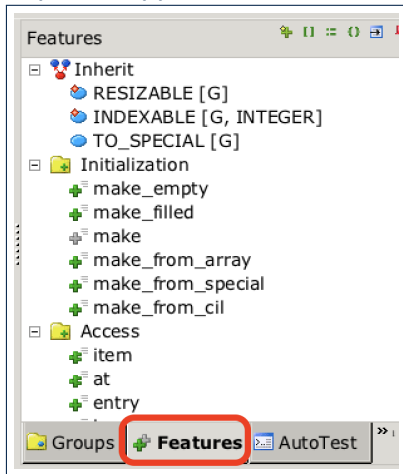 Features
Inherit
RESIZABLE [G]
INDEXABLE [G, INTEGER]
TO_SPECIAL [G]
Initialization
make_empty
make_filled
make
make_from_array
make_from_special
make_from_cil
Access
item
at
entry
Groups Features AutoTest